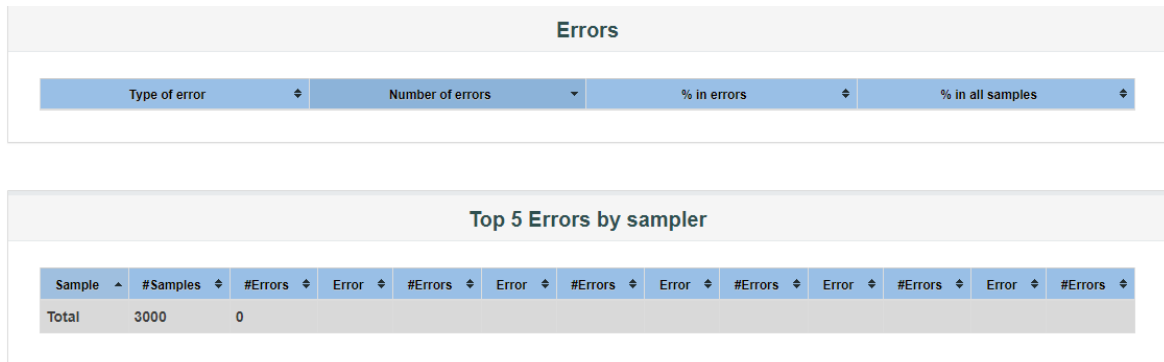 Errors
Type of error Number of errors % in errors % in all samples
Top 5 Errors by sampler
Sample #Samples #Errors Error #Errors Error #Errors Error #Errors Error #Errors Error #Errors
Total 3000 0